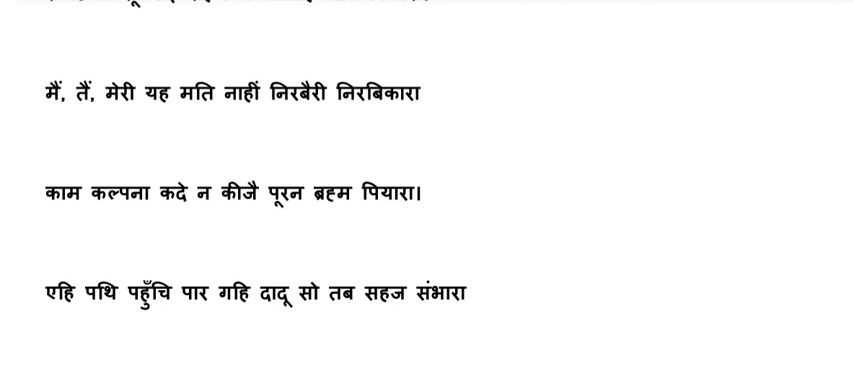 मैं, तैं, मेरी यह मति नाहीं निरबैरी निरबिकारा
काम कल्पना कदे न कीजै पूरन ब्रह्म पियारा।
एहि पथि पहुँचि पार गहि दादू सो तब सहज संभारा